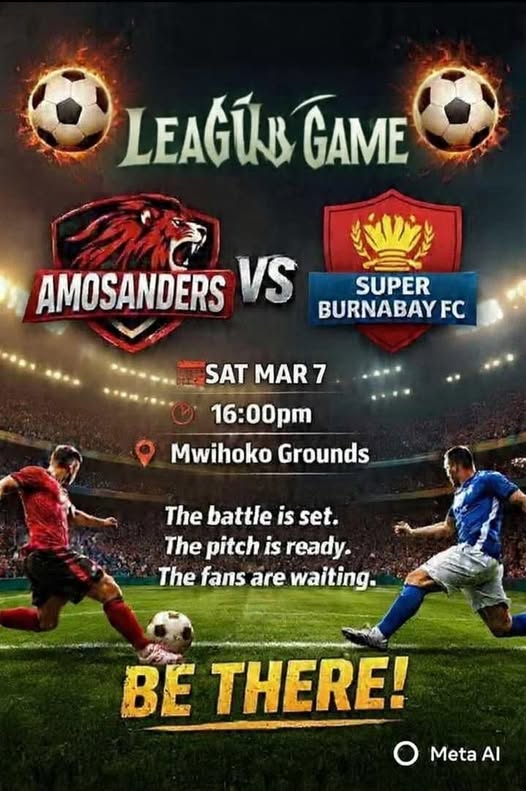 LEAGUE GAME
AMOSANDERS
VS
SUPER
BURNABAY FC
SAT MAR 7
16:00pm
Mwihoko Grounds
The battle is set.
The pitch is ready.
The fans are waiting.
BE THERE!
Meta AI